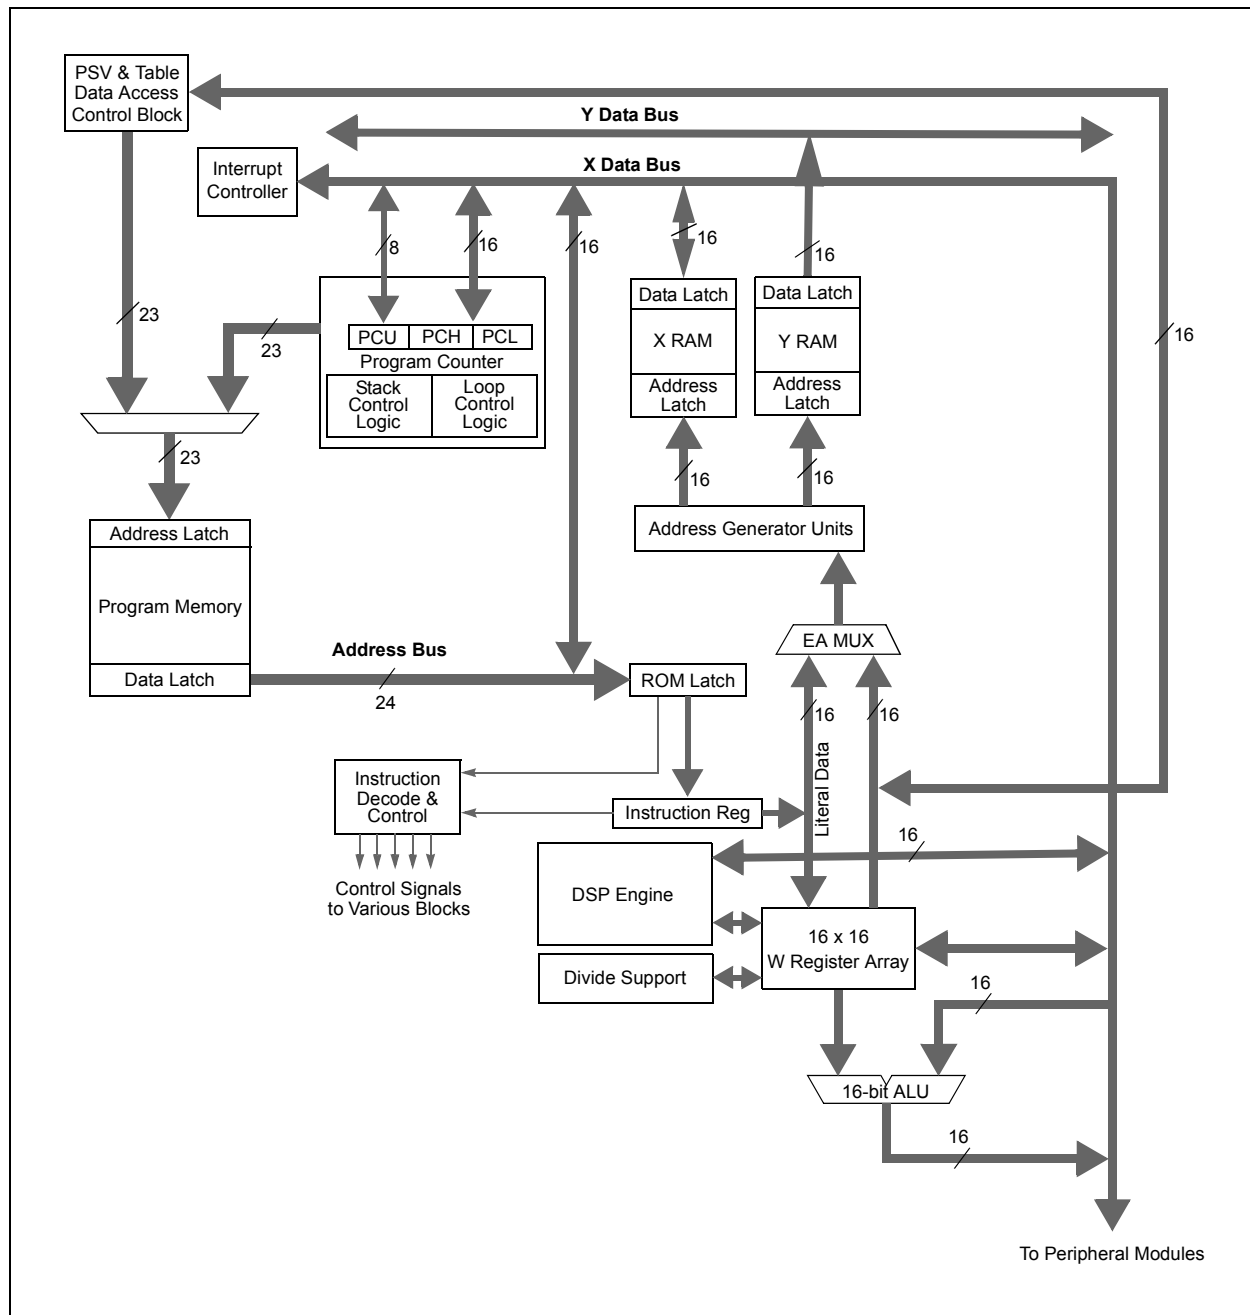 PSV & Table
Data Access
Control Block
Y Data Bus
Interrupt
Controller
X Data Bus
8
16
16
16
16
23
23
16
PCU
PCH
PCL
Program Counter
Stack
Control
Logic
Loop
Control
Logic
Data Latch
X RAM
Address
Latch
Data Latch
Y RAM
Address
Latch
23
16
16
Address Latch
Program Memory
Data Latch
Address Generator Units
EA MUX
Address Bus
24
ROM Latch
16
16
Literal Data
Instruction
Decode &
Control
Instruction Reg
Control Signals
to Various Blocks
16
DSP Engine
16 x 16
W Register Array
Divide Support
16
16-bit ALU
16
To Peripheral Modules